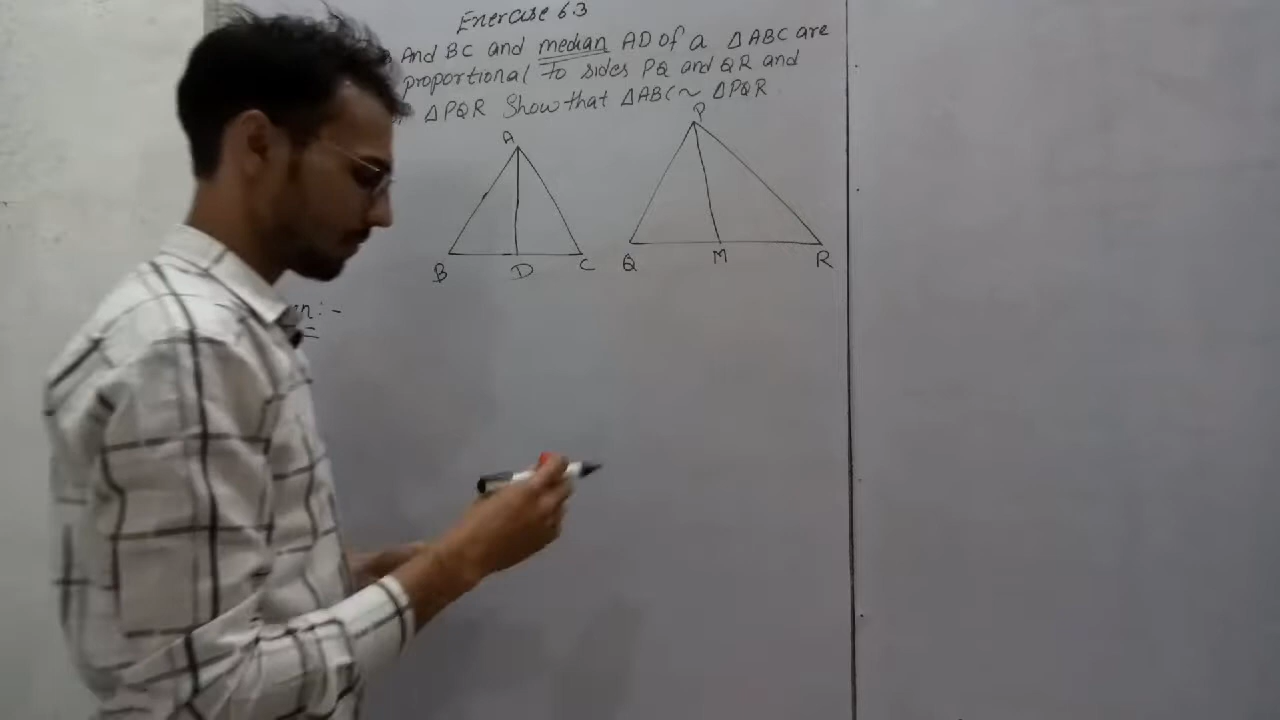 Exercise 6.3
And BC and median AD of a △ABC are
proportional to sides PQ and QR and
△PQR Show that △ABC ~ △PQR
A
P
B D C
Q M R
:-